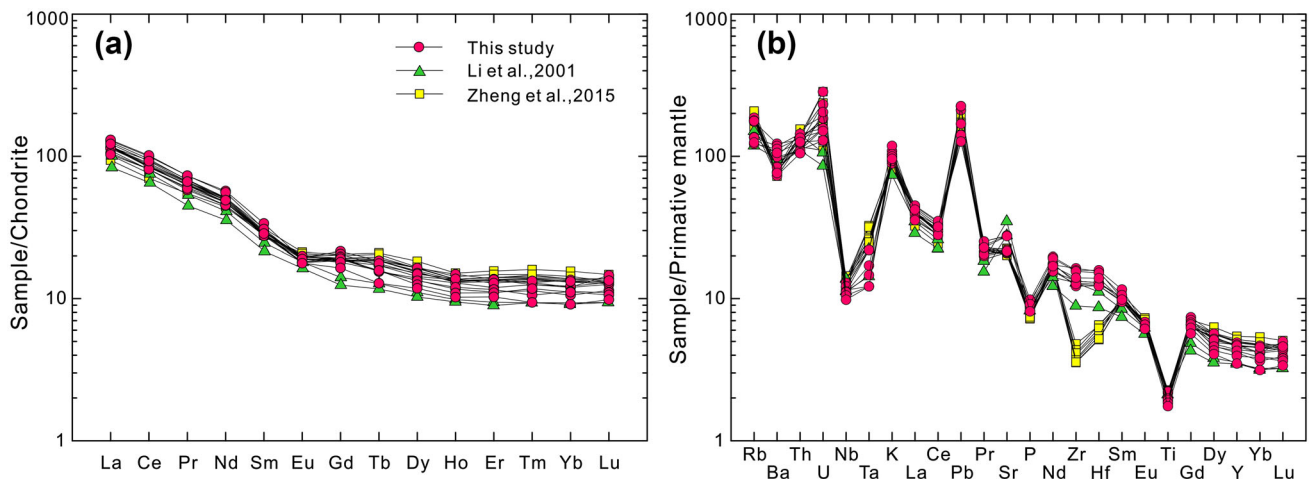 1000
100
10
1
Sample/Chondrite
(a)
This study
Li et al.,2001
Zheng et al.,2015
La Ce Pr Nd Sm Eu Gd Tb Dy Ho Er Tm Yb Lu
1000
100
10
1
Sample/Primative mantle
(b)
Rb Th Nb K Ce Pr P Zr Sm Ti Dy Yb
Ba U Ta La Pb Sr Nd Hf Eu Gd Y Lu